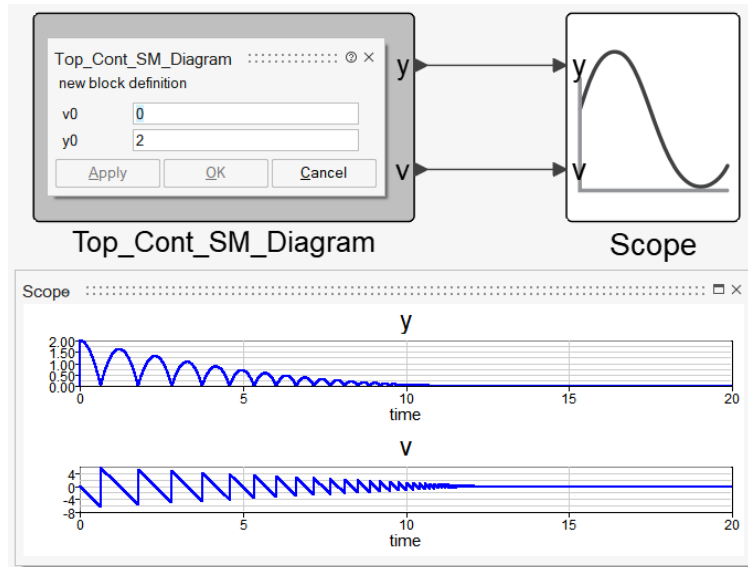 Top_Cont_SM_Diagram
new block definition
v0 0
y0 2
Apply OK Cancel
y y
v v
Top_Cont_SM_Diagram Scope
Scope
y
2.00
1.50
1.00
0.50
0.00
0 5 10 15 20
time
v
4
0
-4
-8
0 5 10 15 20
time